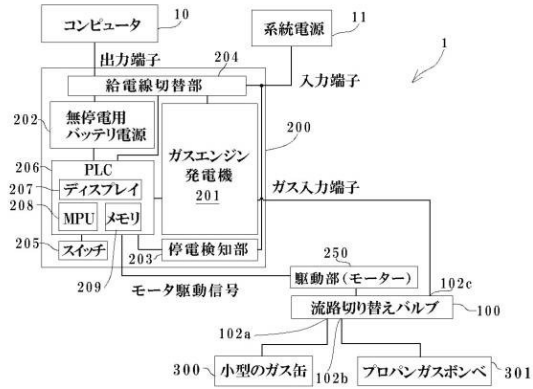 コンピュータ
10
系統電源
11
1
出力端子
204
給電線切替部
入力端子
202
無停電用
バッテリ電源
200
206
PLC
ガスエンジン
発電機
201
207
ディスプレイ
ガス入力端子
208
MPU
メモリ
205
スイッチ
停電検知部
203
209
250
モータ駆動信号
駆動部(モーター)
102c
流路切り替えバルブ
100
102a
102b
300
小型のガス缶
プロパンガスボンベ
301